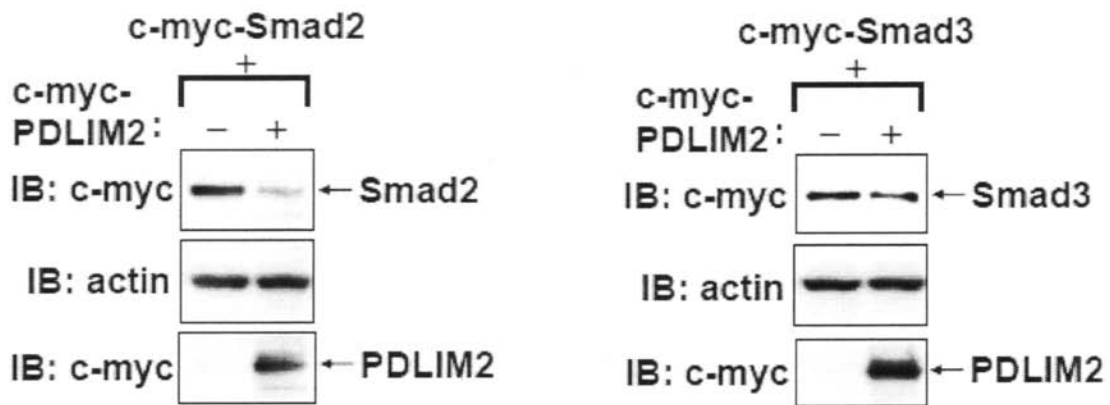 c-myc-Smad2
+
c-myc-
PDLIM2: − +
IB: c-myc ← Smad2
IB: actin
IB: c-myc ← PDLIM2
c-myc-Smad3
+
c-myc-
PDLIM2: − +
IB: c-myc ← Smad3
IB: actin
IB: c-myc ← PDLIM2